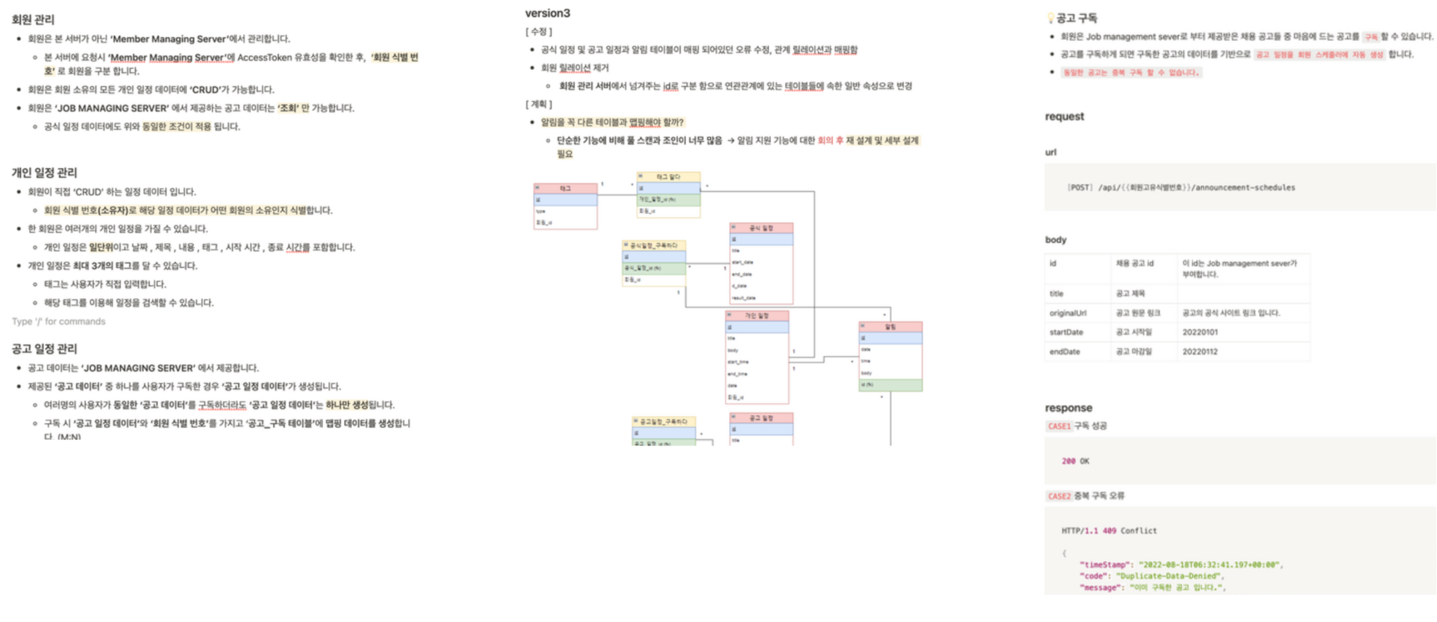 회원 관리
회원은 본 서버가 아닌 ‘Member Managing Server’에서 관리합니다.
본 서버에 요청시 ‘Member Managing Server’에 AccessToken 유효성을 확인한 후, ‘회원 식별 번
호’ 로 회원을 구분 합니다.
회원은 회원 소유의 모든 개인 일정 데이터에 ‘CRUD’가 가능합니다.
회원은 ‘JOB MANAGING SERVER’ 에서 제공하는 공고 데이터는 ‘조회’ 만 가능합니다.
공식 일정 데이터에도 위와 동일한 조건이 적용 됩니다.
개인 일정 관리
회원이 직접 ‘CRUD’ 하는 일정 데이터 입니다.
회원 식별 번호(소유자)로 해당 일정 데이터가 어떤 회원의 소유인지 식별합니다.
한 회원은 여러개의 개인 일정을 가질 수 있습니다.
개인 일정은 일단위이고 날짜 , 제목 , 내용 , 태그 , 시작 시간 , 종료 시간를 포함합니다.
개인 일정은 최대 3개의 태그를 달 수 있습니다.
태그는 사용자가 직접 입력합니다.
해당 태그를 이용해 일정을 검색할 수 있습니다.
Type '/' for commands
공고 일정 관리
공고 데이터는 ‘JOB MANAGING SERVER’ 에서 제공합니다.
제공된 ‘공고 데이터’ 중 하나를 사용자가 구독한 경우 ‘공고 일정 데이터’가 생성됩니다.
여러명의 사용자가 동일한 ‘공고 데이터’를 구독하더라도 ‘공고 일정 데이터’는 하나만 생성됩니다.
구독 시 ‘공고 일정 데이터’와 ‘회원 식별 번호’를 가지고 ‘공고_구독 테이블’에 맵핑 데이터를 생성합니
다. (M:N)
version3
[ 수정 ]
공식 일정 및 공고 일정과 알림 테이블이 매핑 되어있던 오류 수정, 관계 릴레이션과 매핑함
회원 릴레이션 제거
회원 관리 서버에서 넘겨주는 id로 구분 함으로 연관관계에 있는 테이블들에 속한 일반 속성으로 변경
[ 계획 ]
알림을 꼭 다른 테이블과 맵핑해야 할까?
단순한 기능에 비해 풀 스캔과 조인이 너무 많음 → 알림 지원 기능에 대한 회의 후 재 설계 및 세부 설계
필요
태그
type
회원_id
1
*
태그 달다
개인_일정_id (fk)
회원_id
*
공식일정_구독하다
공식_일정_id (fk)
회원_id
*
1
1
공식 일정
title
start_date
end_date
d_date
result_date
개인 일정
title
body
start_time
end_time
date
회원_id
1
1
*
*
알림
date
time
body
id (fk)
*
공고일정_구독하다
공고 일정_id (fk)
*
공고 일정
title
💡공고 구독
회원은 Job management sever로 부터 제공받은 채용 공고들 중 마음에 드는 공고를 구독 할 수 있습니다.
공고를 구독하게 되면 구독한 공고의 데이터를 기반으로 공고 일정을 회원 스케줄러에 자동 생성 합니다.
동일한 공고는 중복 구독 할 수 없습니다.
request
url
[POST] /api/{{회원고유식별번호}}/announcement-schedules
body
id 채용 공고 id 이 id는 Job management sever가
부여합니다.
title 공고 제목
originalUrl 공고 원문 링크 공고의 공식 사이트 링크 입니다.
startDate 공고 시작일 20220101
endDate 공고 마감일 20220112
response
CASE1 구독 성공
200 OK
CASE2 중복 구독 오류
HTTP/1.1 409 Conflict
{
"timeStamp": "2022-08-18T06:32:41.197+00:00",
"code": "Duplicate-Data-Denied",
"message": "이미 구독한 공고 입니다.",